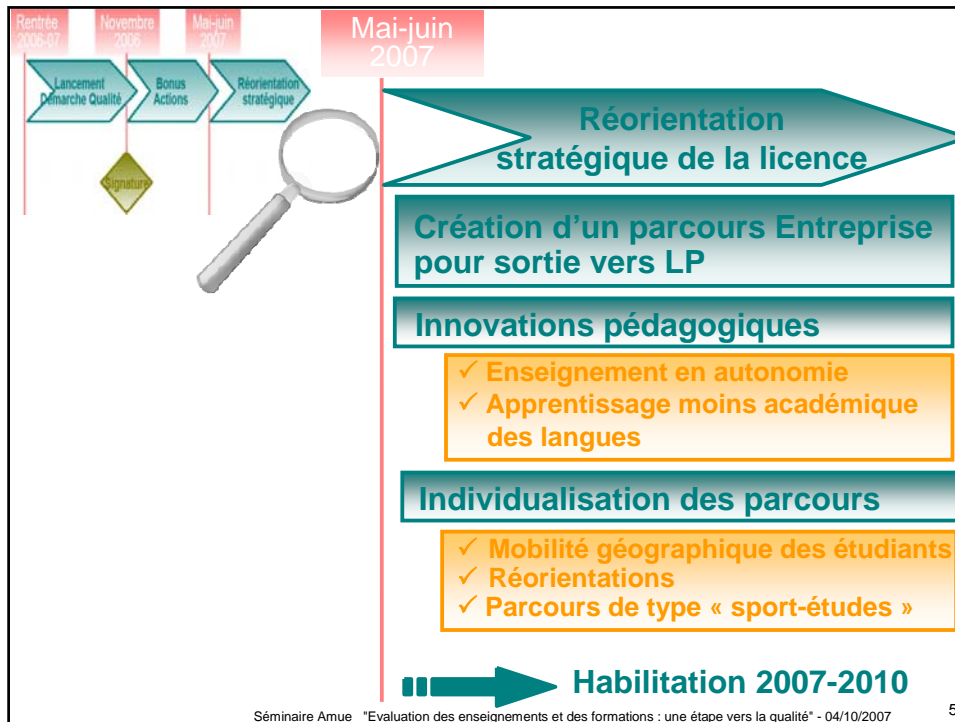 Rentrée
2006-07
Novembre
2006
Mai-juin
2007
Lancement
Démarche Qualité
Bonus
Actions
Réorientation
stratégique
Signature
Mai-juin
2007
Réorientation
stratégique de la licence
Création d'un parcours Entreprise
pour sortie vers LP
Innovations pédagogiques
✓ Enseignement en autonomie
✓ Apprentissage moins académique
des langues
Individualisation des parcours
✓ Mobilité géographique des étudiants
✓ Réorientations
✓ Parcours de type « sport-études »
Habilitation 2007-2010
Séminaire Amue "Evaluation des enseignements et des formations : une étape vers la qualité" - 04/10/2007
5